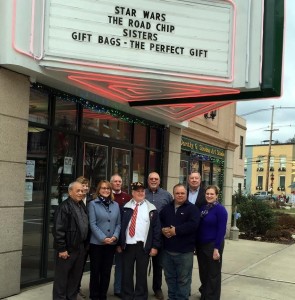 STAR WARS
THE ROAD CHIP
SISTERS
GIFT BAGS - THE PERFECT GIFT